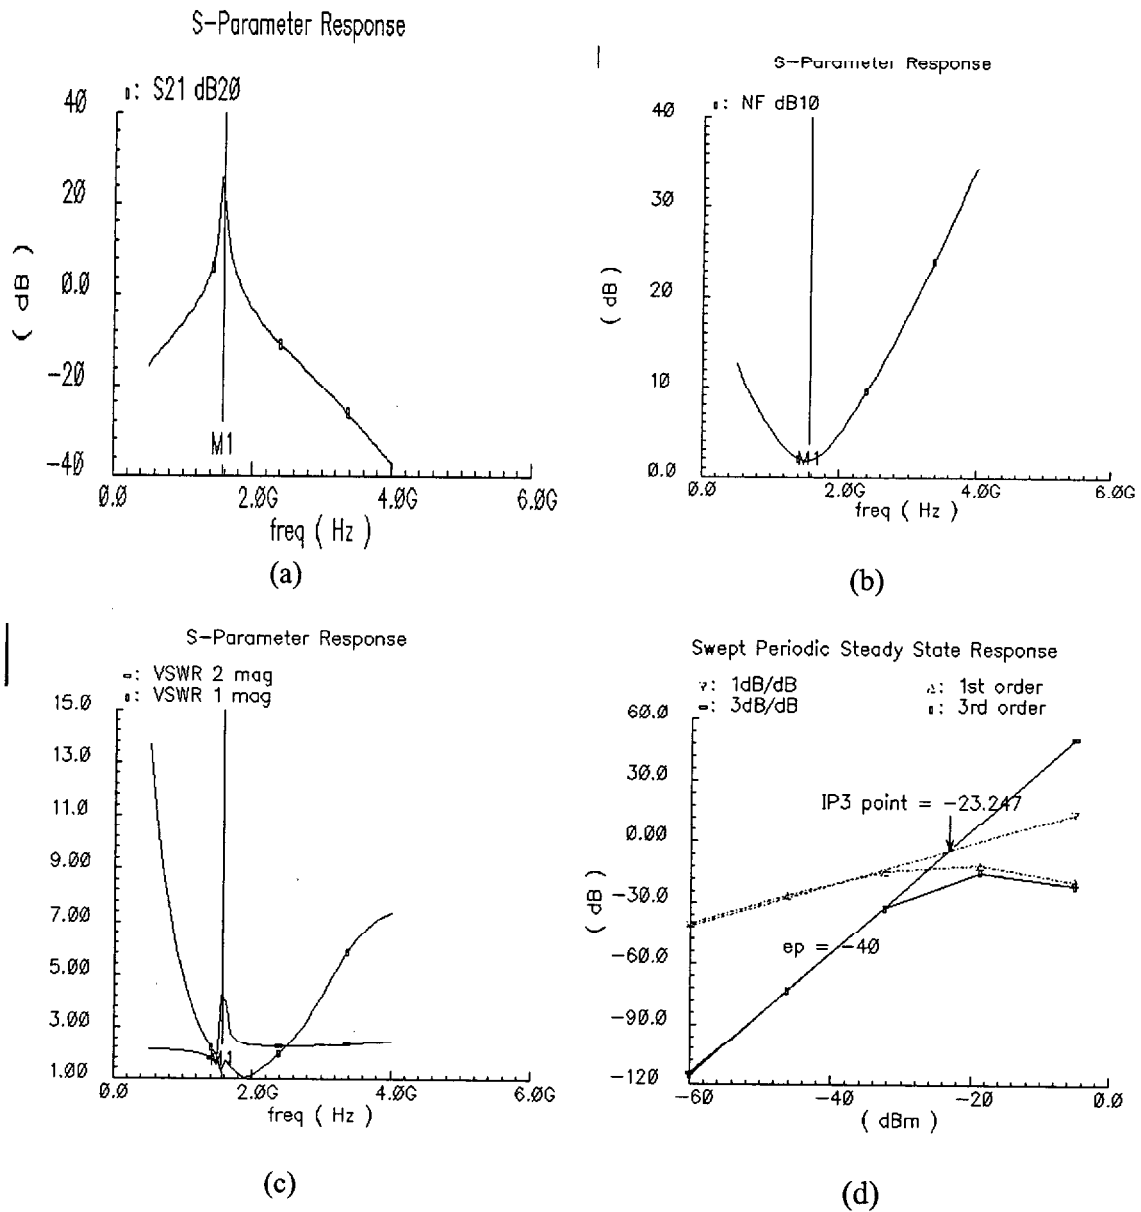 S-Parameter Response
▯: S21 dB20
40
20
0.0
-20
-40
( dB )
M1
0.0
2.0G
4.0G
6.0G
freq ( Hz )
(a)
S-Parameter Response
▯: NF dB10
40
30
20
10
0.0
( dB )
M1
0.0
2.0G
4.0G
6.0G
freq ( Hz )
(b)
S-Parameter Response
-: VSWR 2 mag
▯: VSWR 1 mag
15.0
13.0
11.0
9.00
7.00
5.00
3.00
1.00
M1
0.0
2.0G
4.0G
6.0G
freq ( Hz )
(c)
Swept Periodic Steady State Response
▿: 1dB/dB
▵: 1st order
-: 3dB/dB
▯: 3rd order
60.0
30.0
0.00
-30.0
-60.0
-90.0
-120
( dB )
IP3 point = -23.247
ep = -40
-60
-40
-20
0.0
( dBm )
(d)